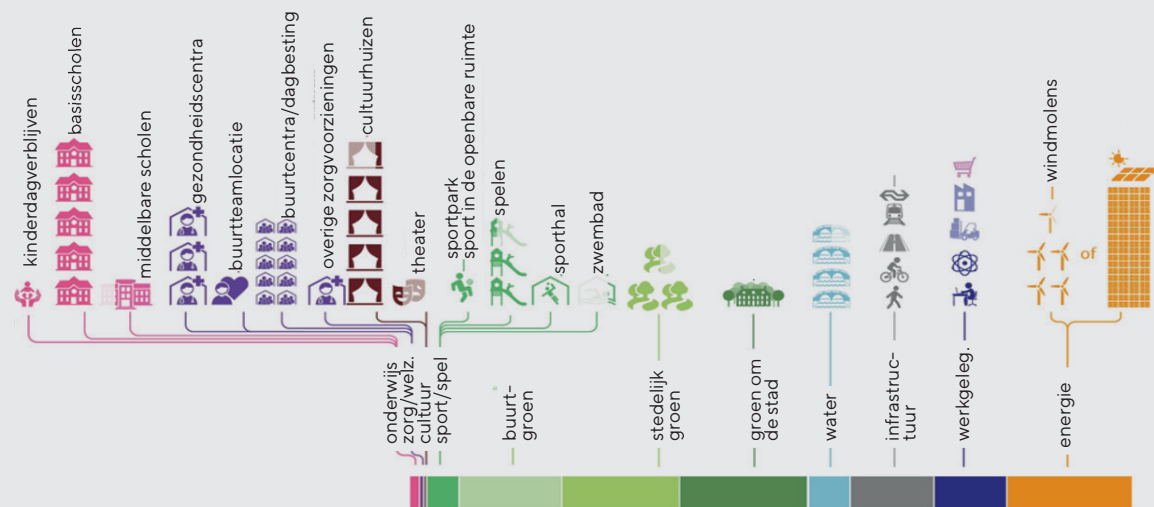 kinderdagverblijven
basisscholen
middelbare scholen
gezondheidscentra
buurtteamlocatie
buurtcentra/dagbesting
overige zorgvoorzieningen
cultuurhuizen
theater
sportpark
sport in de openbare ruimte
spelen
sporthal
zwembad
windmolens
of
onderwijs
zorg/welz.
cultuur
sport/spel
buurt-
groen
stedelijk
groen
groen om
de stad
water
infrastruc-
tuur
werkgeleg.
energie